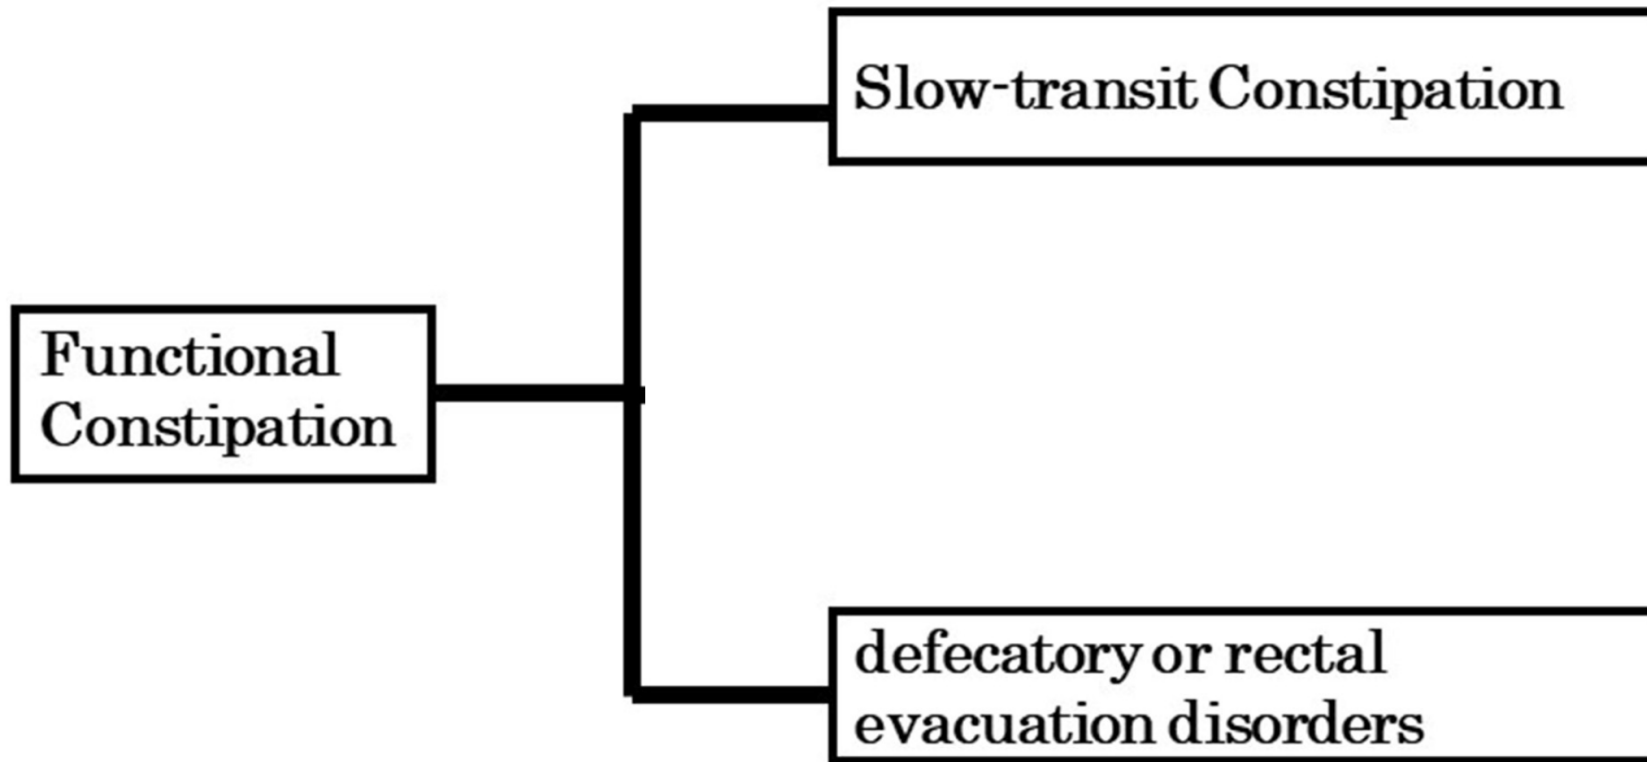 Slow-transit Constipation
Functional
Constipation
defecatory or rectal
evacuation disorders